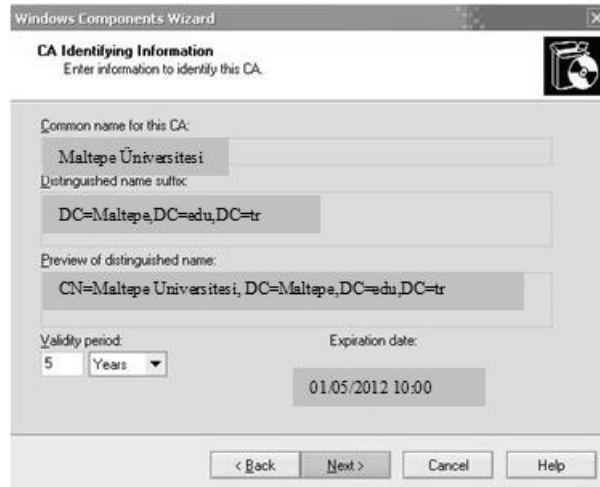 Windows Components Wizard
CA Identifying Information
Enter information to identify this CA.
Common name for this CA:
Maltepe Üniversitesi
Distinguished name suffix:
DC=Maltepe,DC=edu,DC=tr
Preview of distinguished name:
CN=Maltepe Universitesi, DC=Maltepe,DC=edu,DC=tr
Validity period:
Expiration date:
5 Years
01/05/2012 10:00
< Back Next > Cancel Help